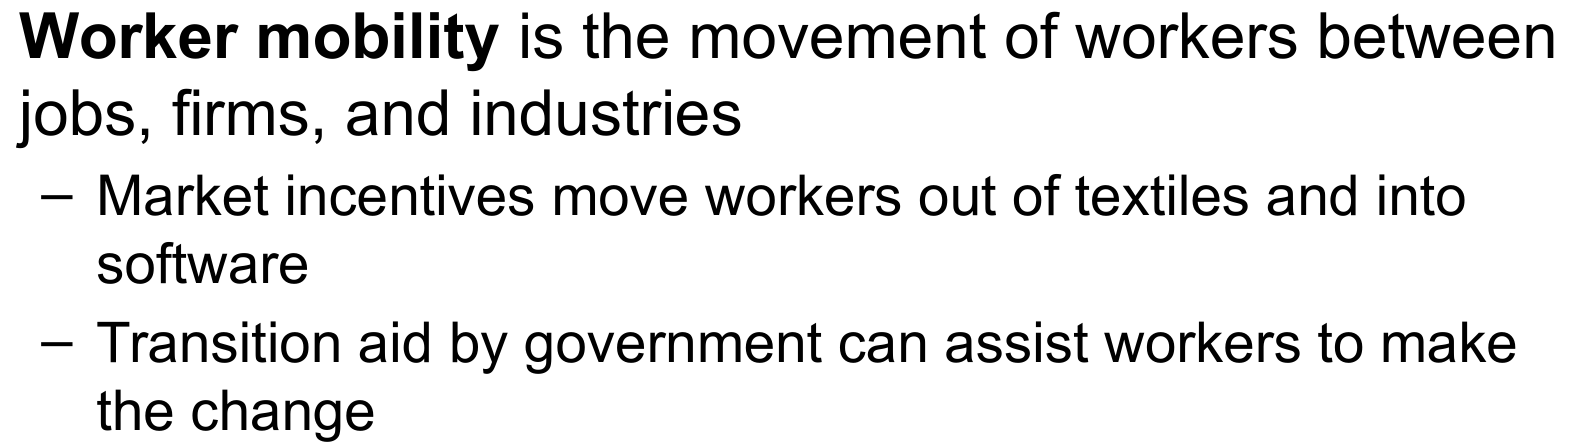 Worker mobility is the movement of workers between
jobs, firms, and industries
– Market incentives move workers out of textiles and into
software
– Transition aid by government can assist workers to make
the change